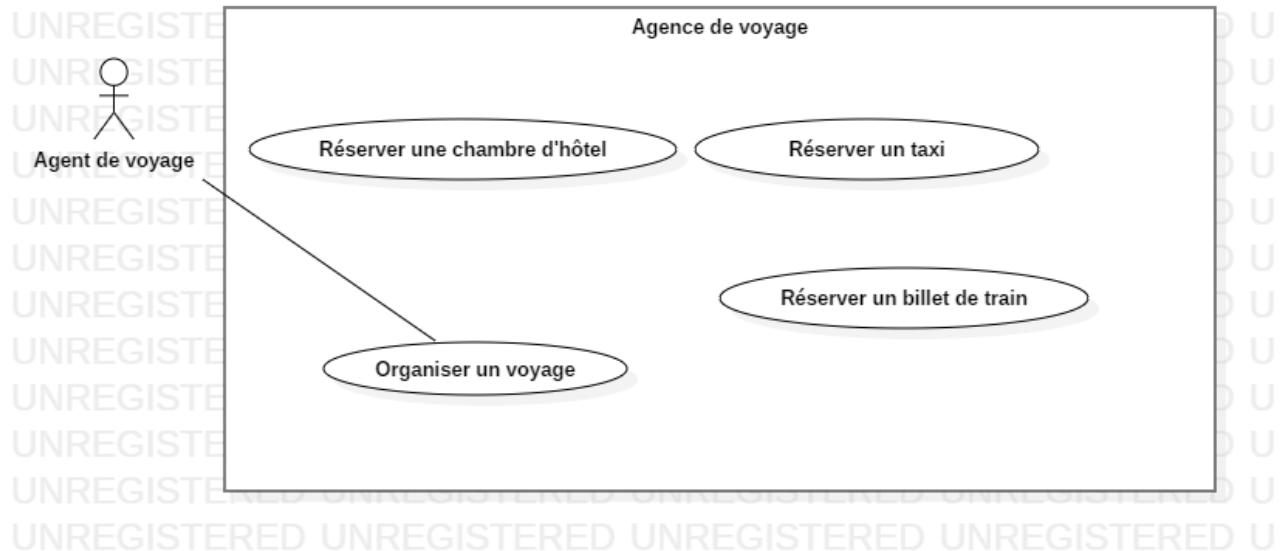 Agence de voyage
Agent de voyage
Réserver une chambre d'hôtel
Réserver un taxi
Réserver un billet de train
Organiser un voyage
UNREGISTERED UNREGISTERED UNREGISTERED UNREGISTERED U